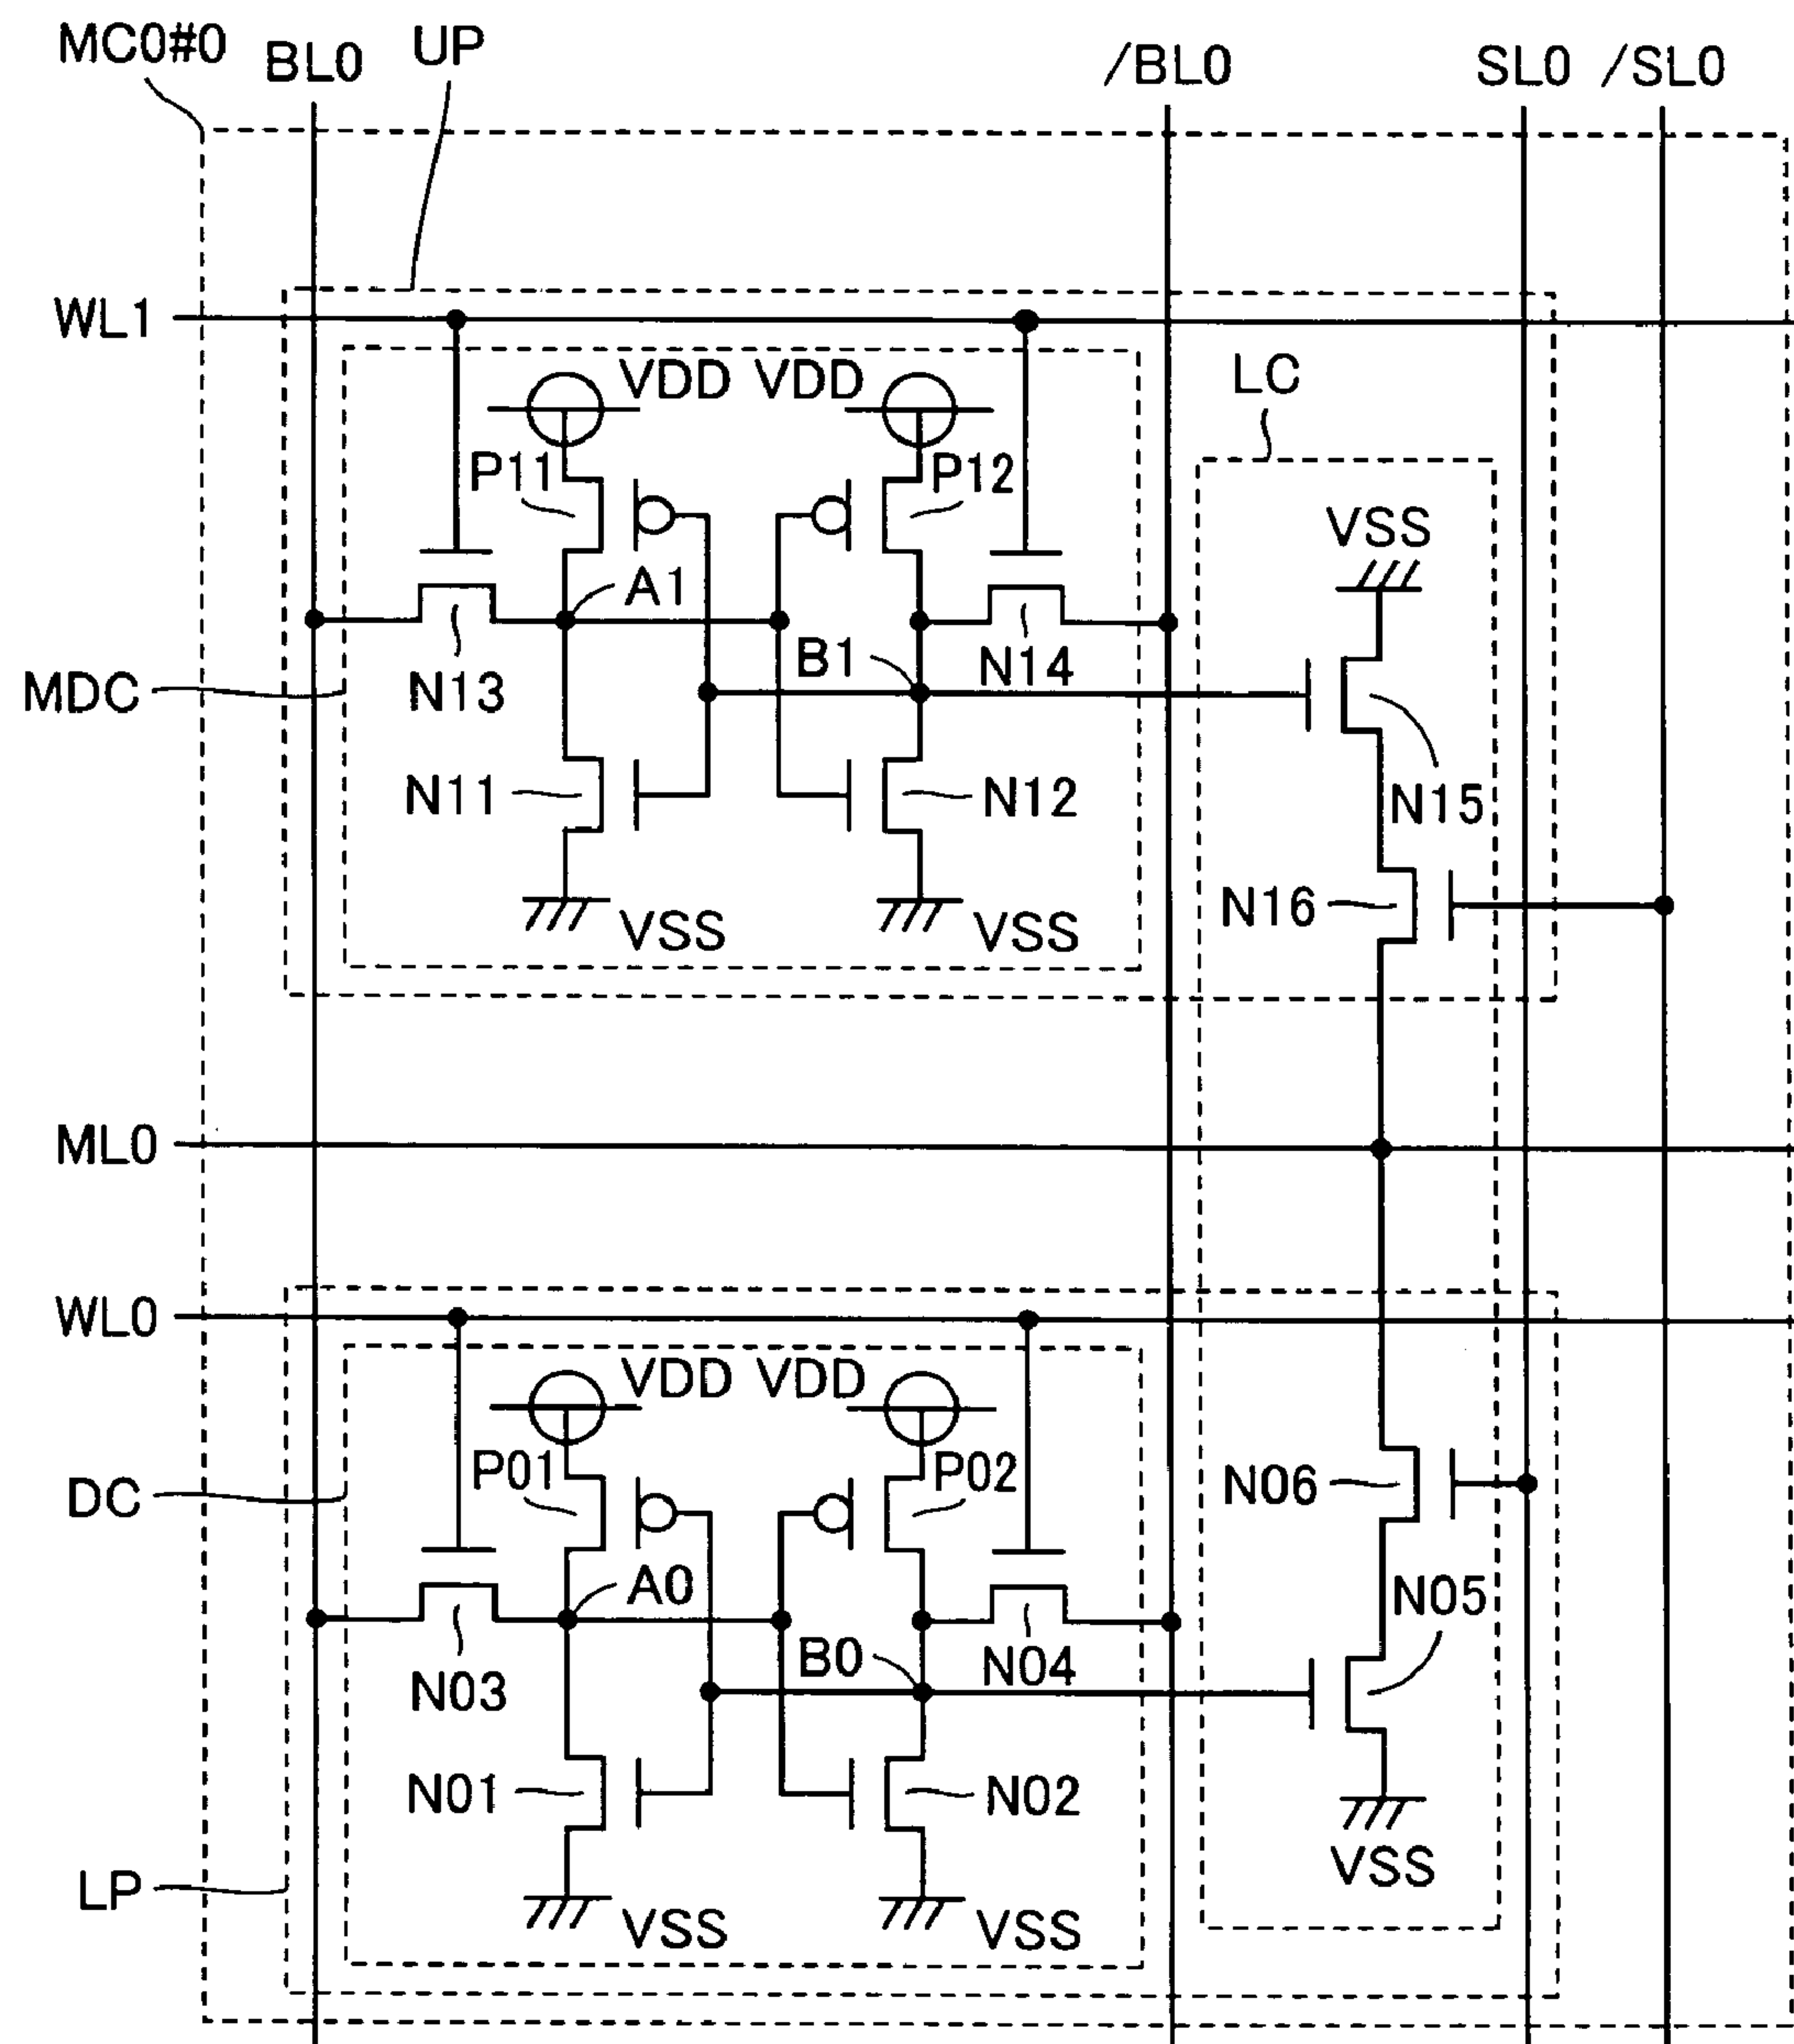 MC0#0 BL0 UP /BL0 SL0 /SL0
WL1
VDD VDD LC
P11 P12
VSS
A1
B1
MDC N13 N14
N11 N12 N15
N16
VSS VSS
ML0
WL0
VDD VDD
P01 P02
DC N06
A0 N05
B0
N03 N04
N01 N02
LP VSS
VSS VSS